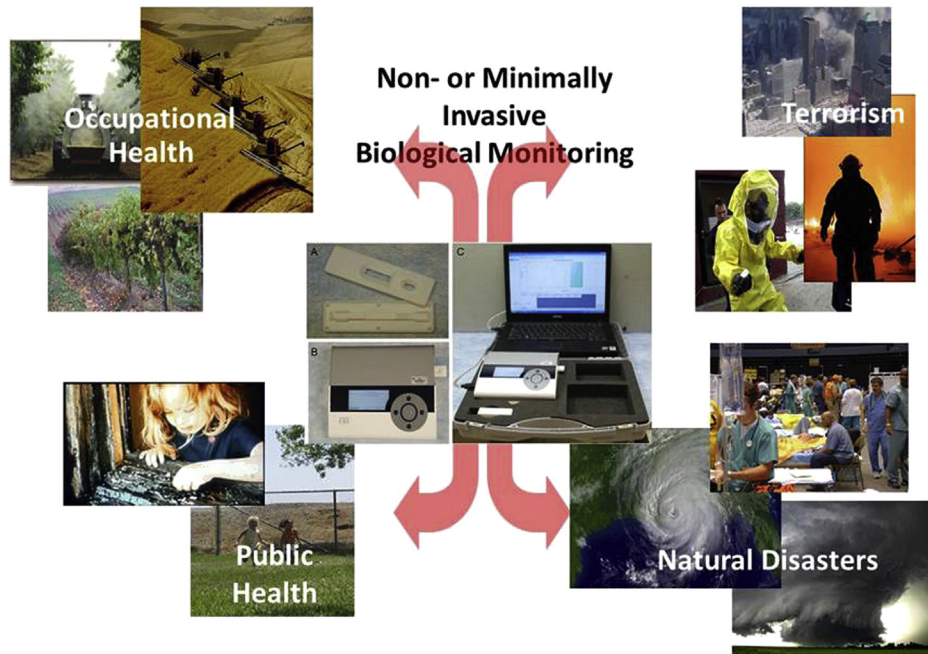 Non- or Minimally
Invasive
Biological Monitoring
Occupational
Health
Terrorism
A
B
C
Public
Health
Natural Disasters